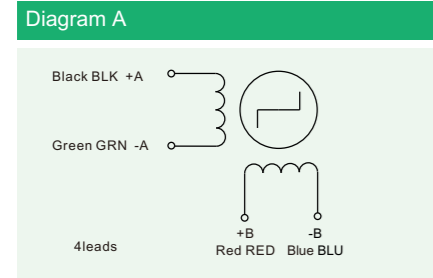 Diagram A
Black BLK +A
Green GRN -A
+B -B
4leads Red RED Blue BLU